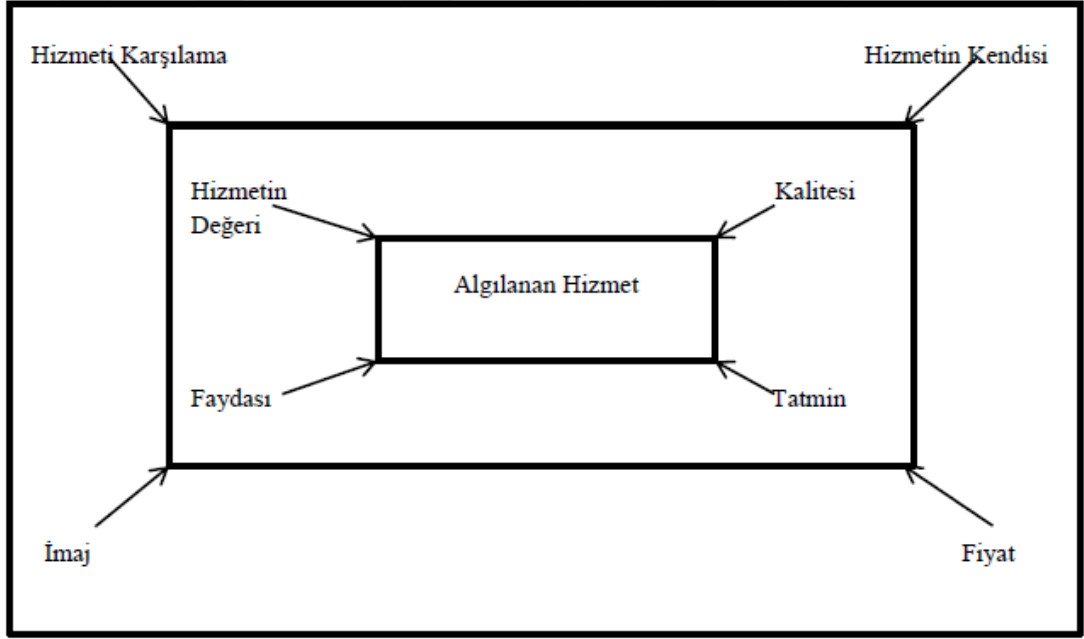 Hizmeti Karşılama
Hizmetin Kendisi
Hizmetin
Değeri
Kalitesi
Algılanan Hizmet
Faydası
Tatmin
İmaj
Fiyat